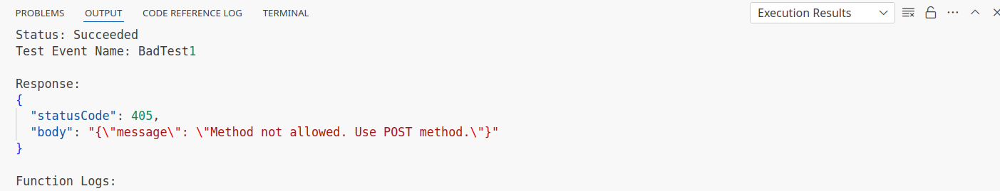 PROBLEMS OUTPUT CODE REFERENCE LOG TERMINAL Execution Results
Status: Succeeded
Test Event Name: BadTest1
Response:
{
"statusCode": 405,
"body": "{\"message\": \"Method not allowed. Use POST method.\"}"
}
Function Logs: